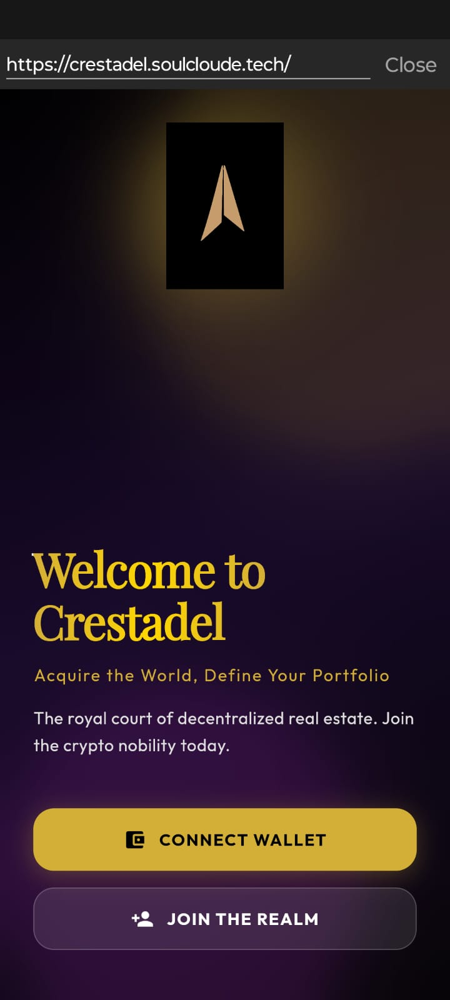 https://crestadel.soulcloude.tech/ Close
Welcome to
Crestadel
Acquire the World, Define Your Portfolio
The royal court of decentralized real estate. Join
the crypto nobility today.
CONNECT WALLET
JOIN THE REALM